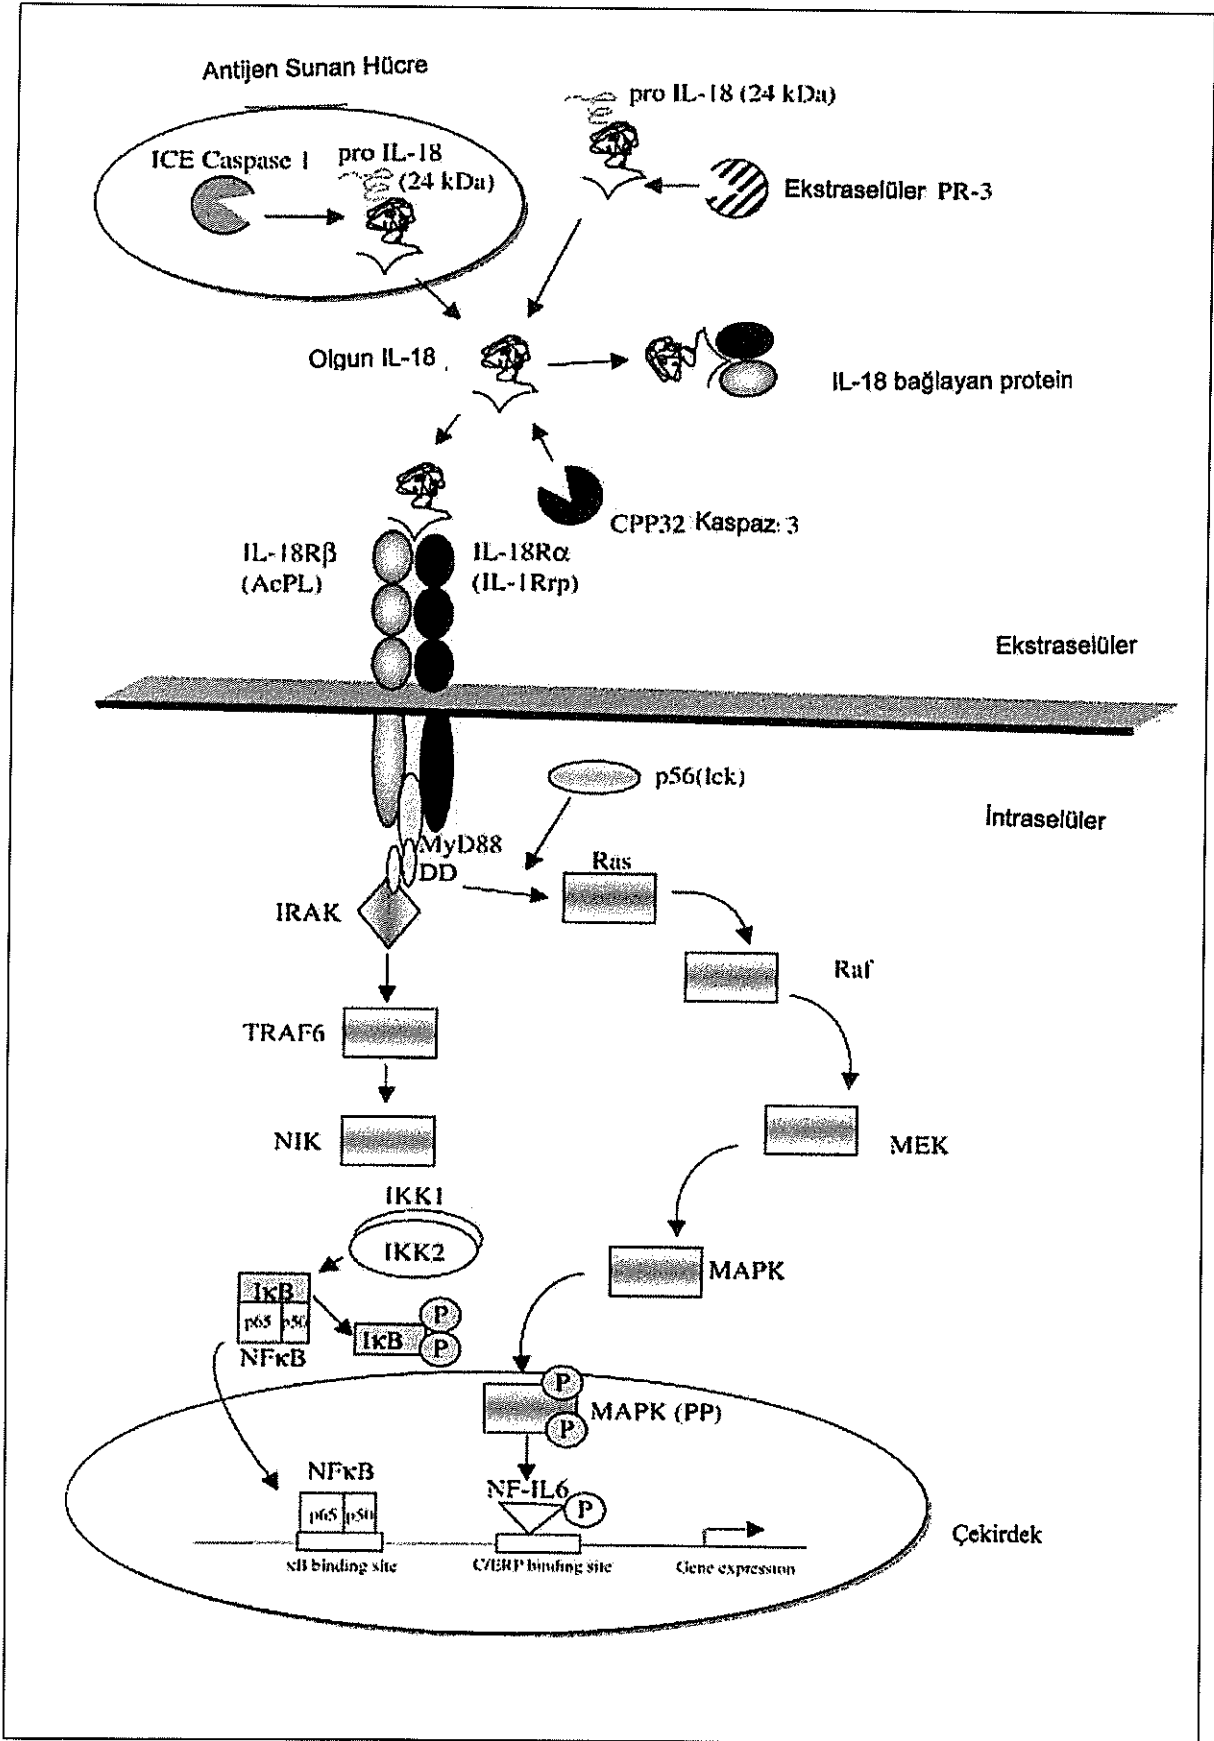 Antijen Sunan Hücre
pro IL-18 (24 kDa)
ICE Caspase 1
pro IL-18
(24 kDa)
Ekstraselüler PR-3
Olgun IL-18
IL-18 bağlayan protein
CPP32 Kaspaz: 3
IL-18Rβ
(AcPL)
IL-18Rα
(IL-1Rrp)
Ekstraselüler
p56(lck)
İntraselüler
MyD88
DD
Ras
IRAK
Raf
TRAF6
NIK
MEK
IKK1
IKK2
MAPK
IκB
p65 p50
NFκB
IκB
P
P
P
MAPK (PP)
P
NFκB
p65 p50
NF-IL6
P
Çekirdek
κB binding site
C/ERP binding site
Gene expression